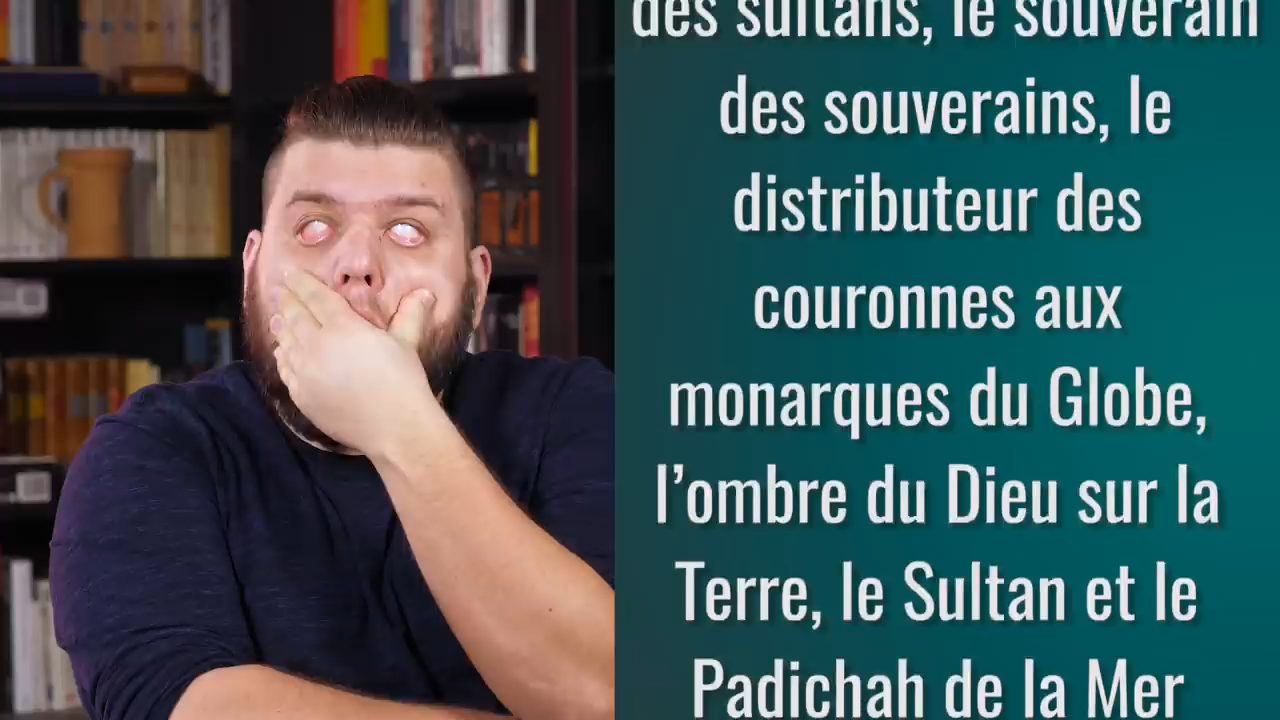 des sultans, le souverain
des souverains, le
distributeur des
couronnes aux
monarques du Globe,
l’ombre du Dieu sur la
Terre, le Sultan et le
Padichah de la Mer